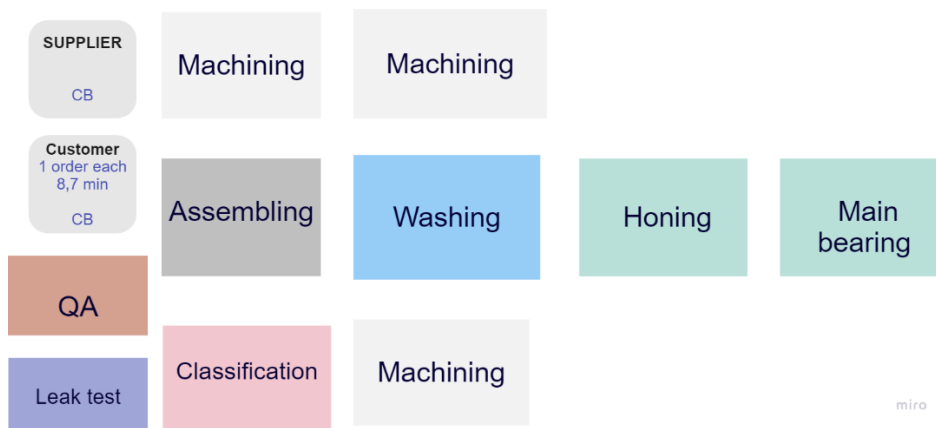 SUPPLIER
CB
Machining
Machining
Customer
1 order each
8,7 min
CB
Assembling
Washing
Honing
Main
bearing
QA
Leak test
Classification
Machining
miro